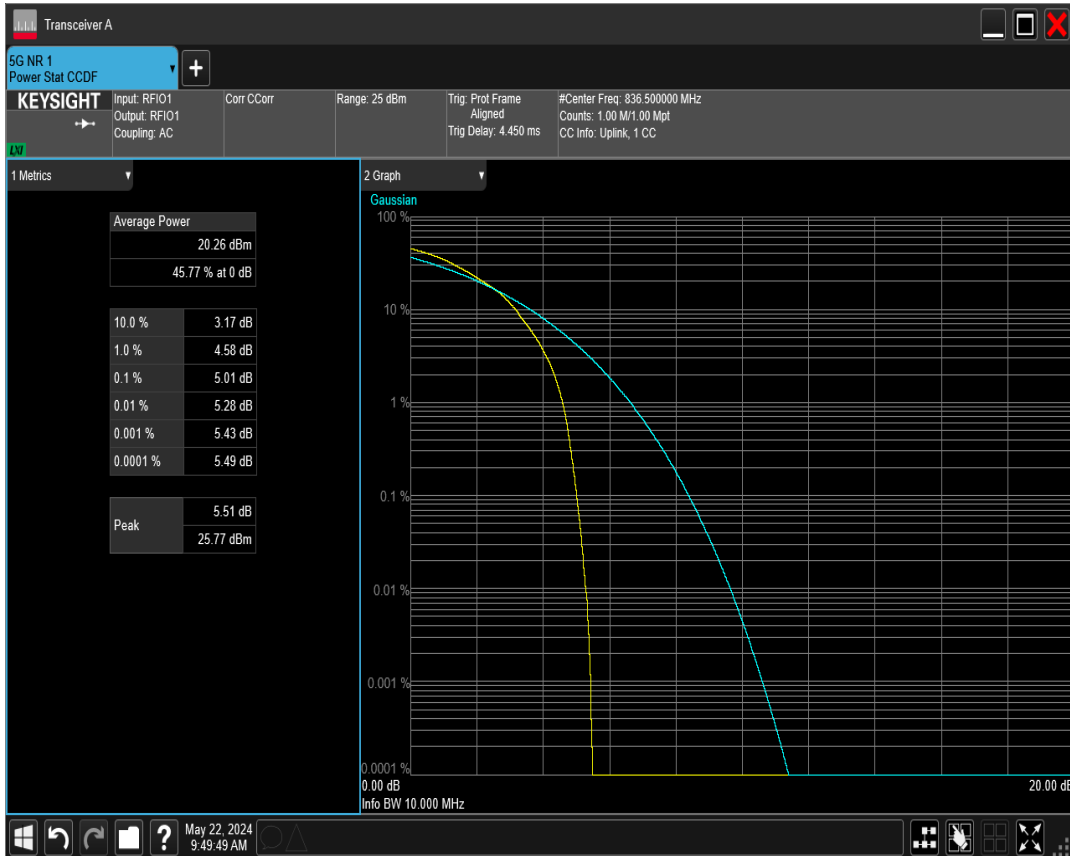 Transceiver A
5G NR 1
Power Stat CCDF
KEYSIGHT
Input: RFIO1
Output: RFIO1
Coupling: AC
Corr CCorr
Range: 25 dBm
Trig: Prot Frame
Aligned
Trig Delay: 4.450 ms
#Center Freq: 836.500000 MHz
Counts: 1.00 M/1.00 Mpt
CC Info: Uplink, 1 CC
LXI
1 Metrics
Average Power
20.26 dBm
45.77 % at 0 dB
10.0 % 3.17 dB
1.0 % 4.58 dB
0.1 % 5.01 dB
0.01 % 5.28 dB
0.001 % 5.43 dB
0.0001 % 5.49 dB
Peak
5.51 dB
25.77 dBm
2 Graph
Gaussian
100 %
10 %
1 %
0.1 %
0.01 %
0.001 %
0.0001 %
0.00 dB 20.00 dB
Info BW 10.000 MHz
? May 22, 2024
9:49:49 AM